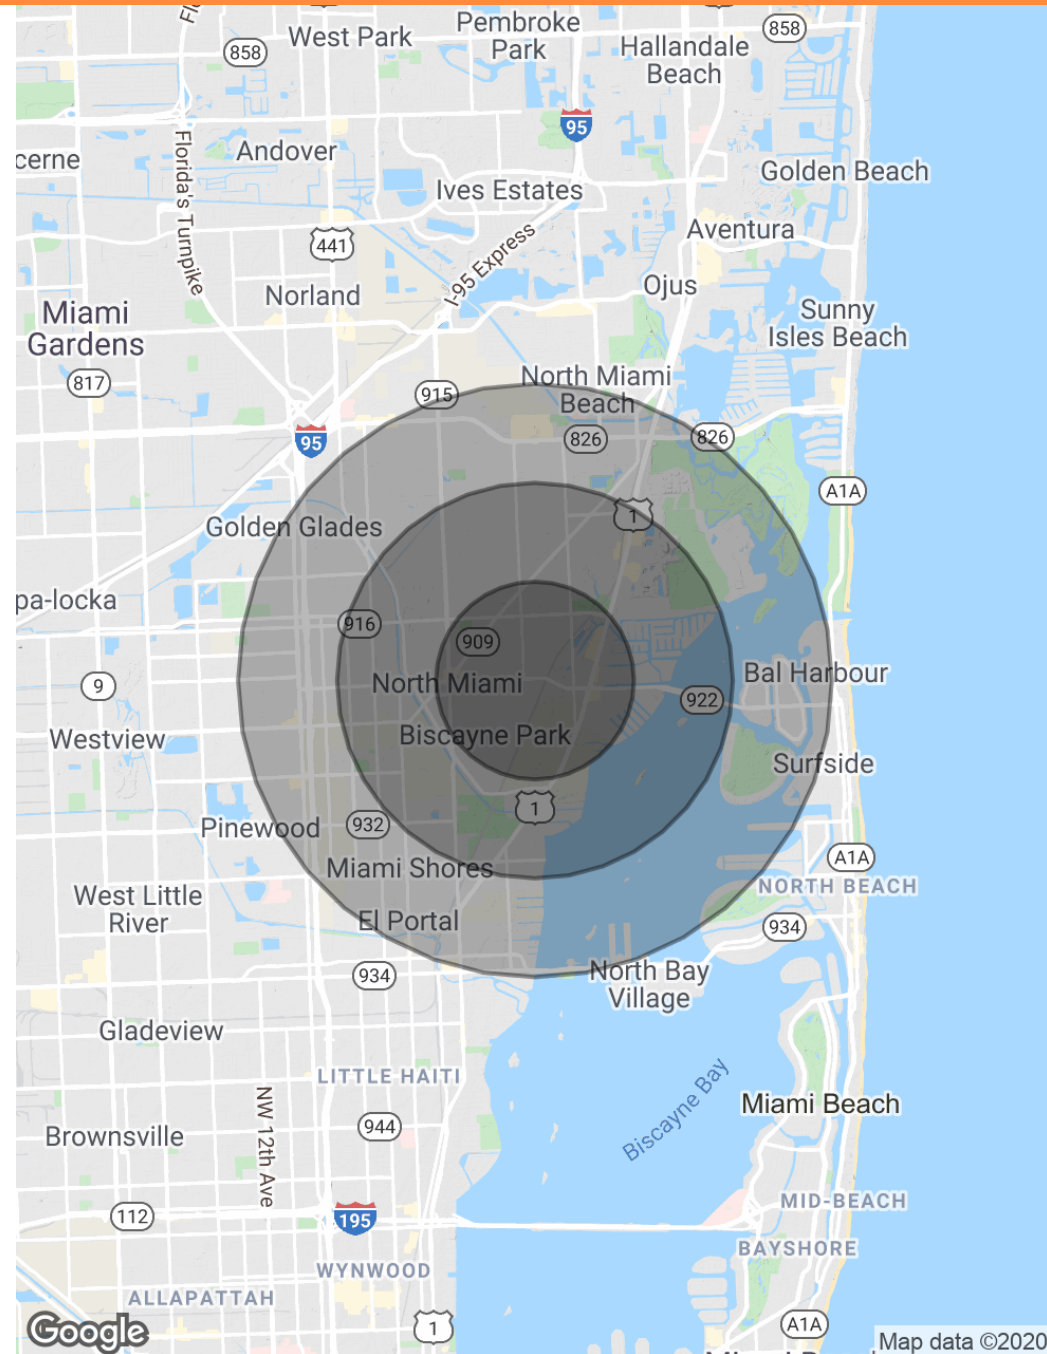 858
West Park
Pembroke
Park
858
Hallandale
Beach
95
cerne
Andover
Florida's Turnpike
Ives Estates
Golden Beach
441
I-95 Express
Aventura
Norland
Ojus
Miami
Gardens
Sunny
Isles Beach
817
915
North Miami
Beach
95
826
826
A1A
Golden Glades
1
pa-locka
916
909
9
North Miami
922
Bal Harbour
Westview
Biscayne Park
Surfside
1
Pinewood
932
A1A
Miami Shores
West Little
River
NORTH BEACH
El Portal
934
934
North Bay
Village
Gladeview
LITTLE HAITI
Biscayne Bay
Miami Beach
NW 12th Ave
944
Brownsville
112
195
MID-BEACH
BAYSHORE
WYNWOOD
ALLAPATTAH
Google
1
A1A
Map data ©2020